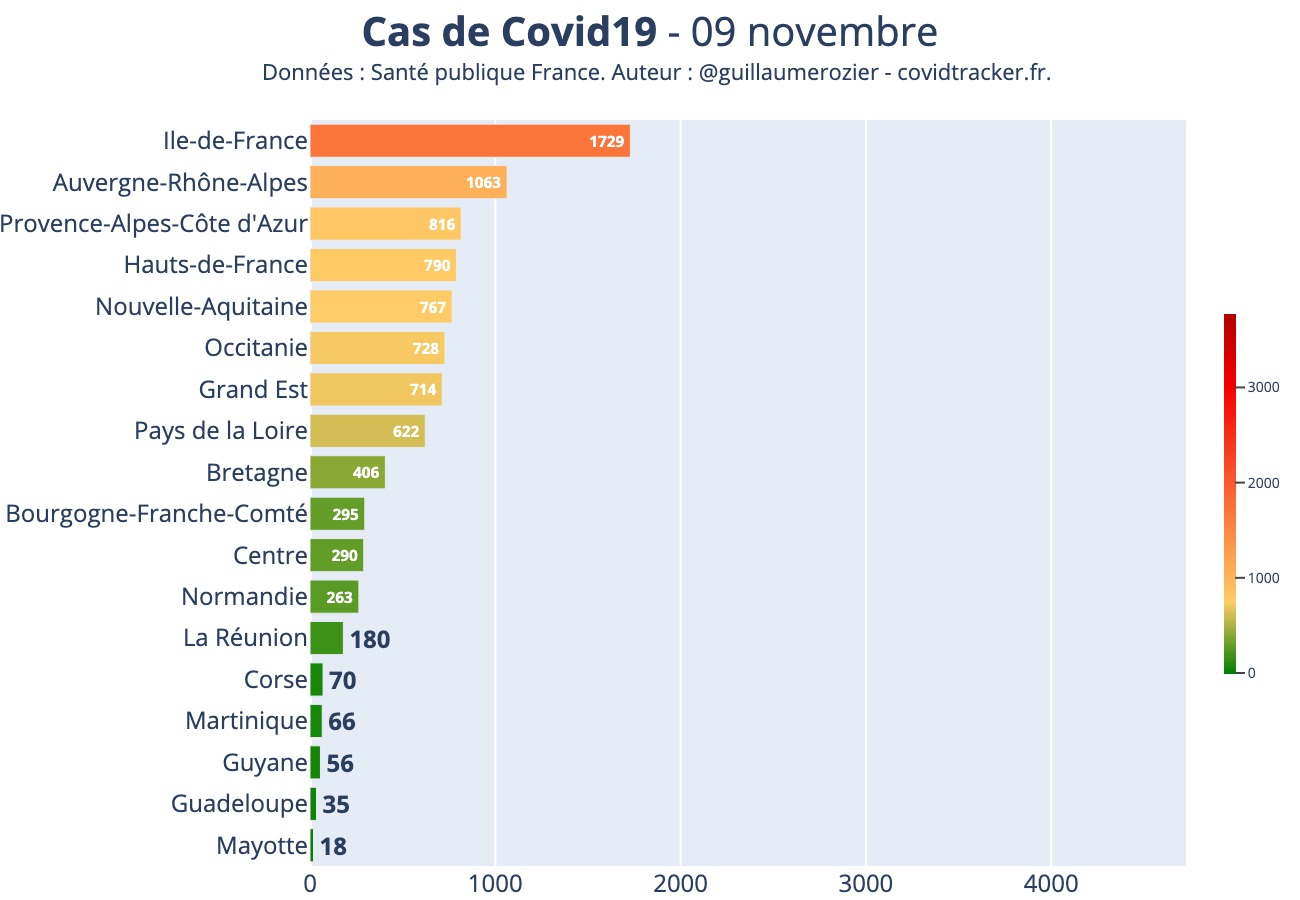 Cas de Covid19 - 09 novembre
Données : Santé publique France. Auteur : @guillaumerozier - covidtracker.fr.
Ile-de-France 1729
Auvergne-Rhône-Alpes 1063
Provence-Alpes-Côte d'Azur 816
Hauts-de-France 790
Nouvelle-Aquitaine 767
Occitanie 728
Grand Est 714
Pays de la Loire 622
Bretagne 406
Bourgogne-Franche-Comté 295
Centre 290
Normandie 263
La Réunion 180
Corse 70
Martinique 66
Guyane 56
Guadeloupe 35
Mayotte 18
0 1000 2000 3000 4000
3000
2000
1000
0